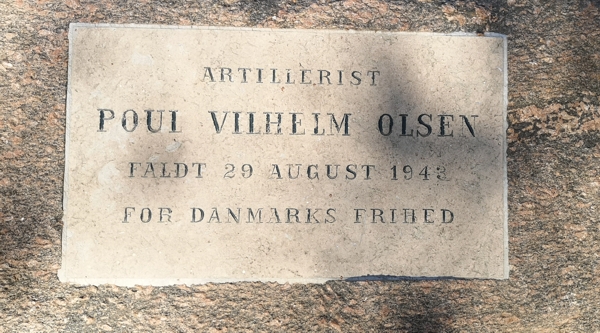 ARTILLERIST
POUL VILHELM OLSEN
FALDT 29 AUGUST 1943
FOR DANMARKS FRIHED